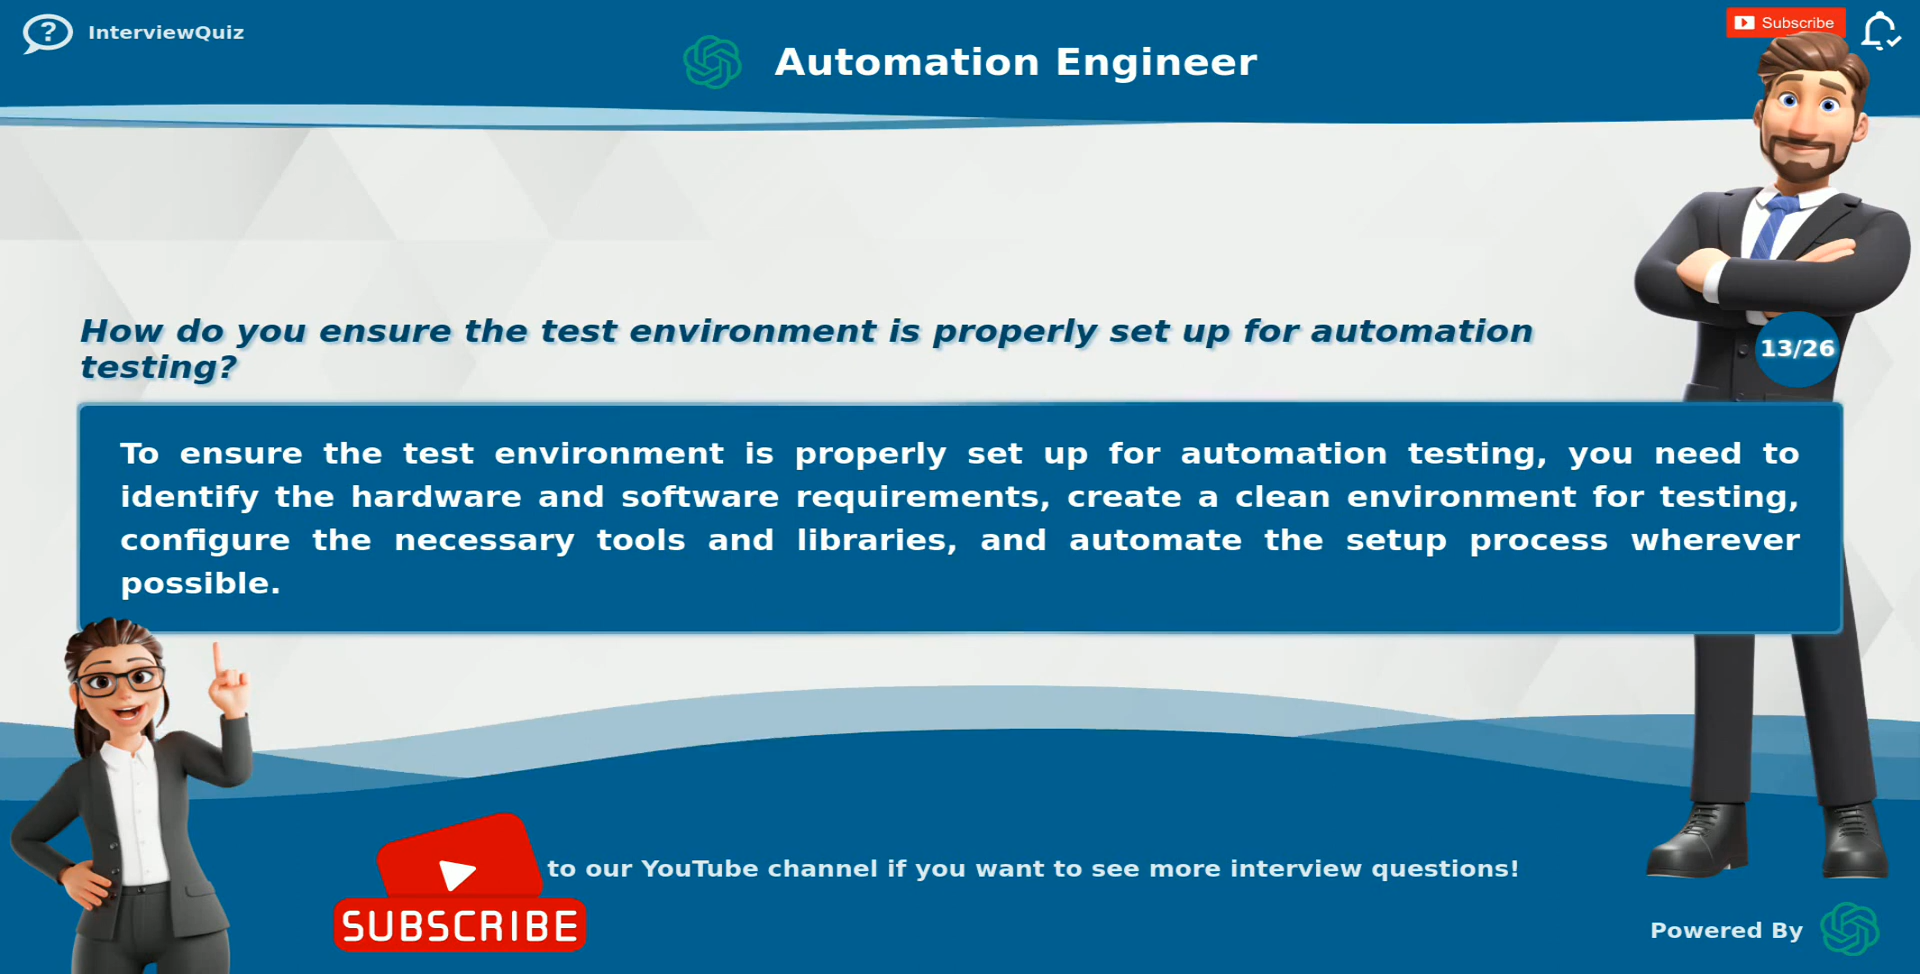 InterviewQuiz
Subscribe
Automation Engineer
How do you ensure the test environment is properly set up for automation
testing?
13/26
To ensure the test environment is properly set up for automation testing, you need to
identify the hardware and software requirements, create a clean environment for testing,
configure the necessary tools and libraries, and automate the setup process wherever
possible.
to our YouTube channel if you want to see more interview questions!
SUBSCRIBE
Powered By